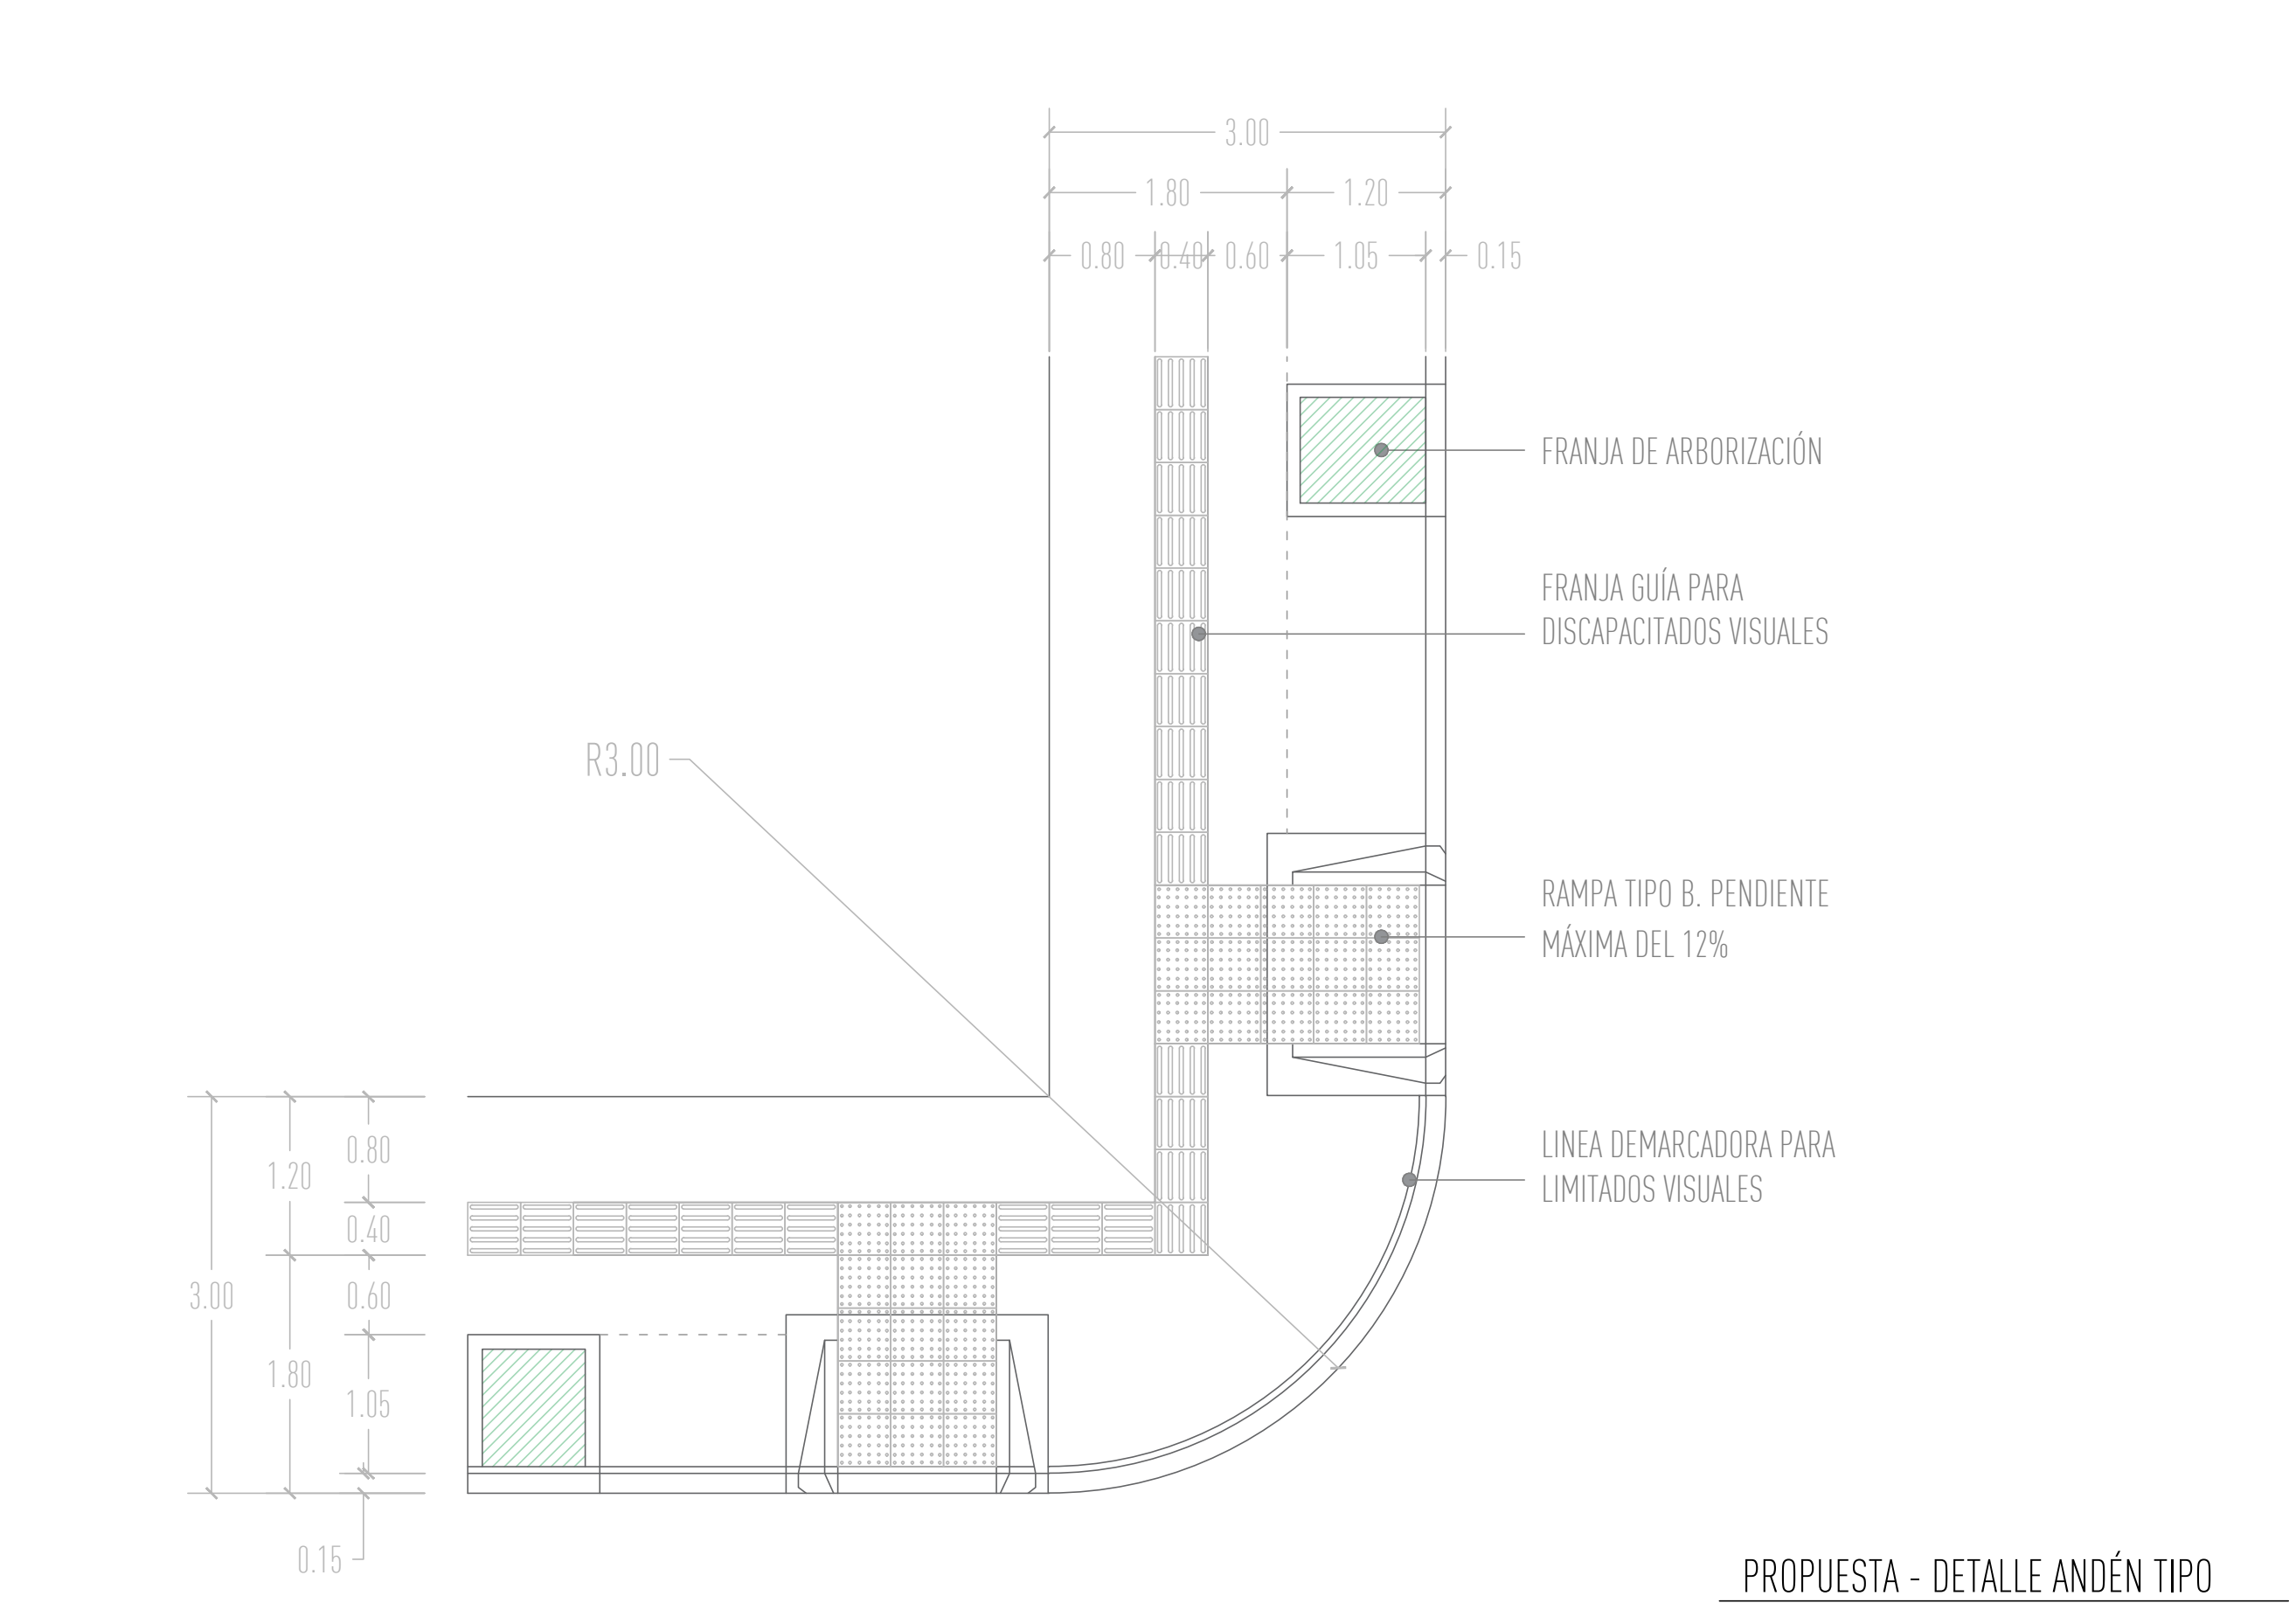 3.00
1.80 1.20
0.80 0.40 0.60 1.05 0.15
FRANJA DE ARBORIZACIÓN
FRANJA GUÍA PARA
DISCAPACITADOS VISUALES
R3.00
RAMPA TIPO B. PENDIENTE
MÁXIMA DEL 12%
LINEA DEMARCADORA PARA
LIMITADOS VISUALES
0.80
1.20
0.40
3.00
0.60
1.80
1.05
0.15
PROPUESTA - DETALLE ANDÉN TIPO